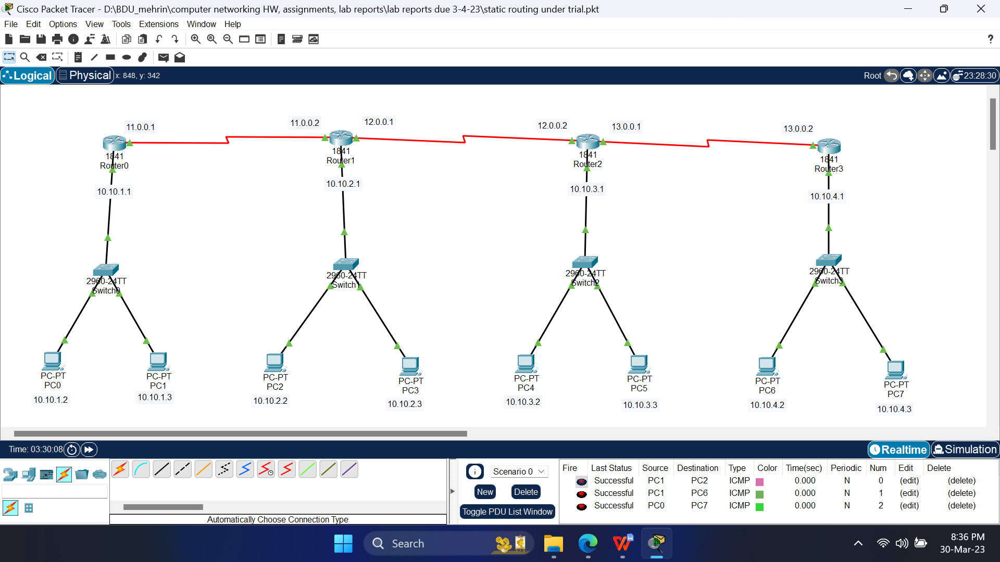 Cisco Packet Tracer - D:\BDU_mehrin\computer networking HW, assignments, lab reports\lab reports due 3-4-23\static routing under trial.pkt
File Edit Options View Tools Extensions Window Help
?
Logical Physical x: 848, y: 342 Root 23:28:30
11.0.0.1
11.0.0.2
12.0.0.1
12.0.0.2
13.0.0.1
13.0.0.2
1841
Router0
1841
Router1
1841
Router2
1841
Router3
10.10.1.1
10.10.2.1
10.10.3.1
10.10.4.1
2960-24TT
Switch0
2960-24TT
Switch1
2960-24TT
Switch2
2960-24TT
Switch3
PC-PT
PC0
10.10.1.2
PC-PT
PC1
10.10.1.3
PC-PT
PC2
10.10.2.2
PC-PT
PC3
10.10.2.3
PC-PT
PC4
10.10.3.2
PC-PT
PC5
10.10.3.3
PC-PT
PC6
10.10.4.2
PC-PT
PC7
10.10.4.3
Time: 03:30:08 Realtime Simulation
Scenario 0
New Delete
Toggle PDU List Window
Automatically Choose Connection Type
Fire Last Status Source Destination Type Color Time(sec) Periodic Num Edit Delete
Successful PC1 PC2 ICMP 0.000 N 0 (edit) (delete)
Successful PC1 PC6 ICMP 0.000 N 1 (edit) (delete)
Successful PC0 PC7 ICMP 0.000 N 2 (edit) (delete)
Search
8:36 PM
30-Mar-23